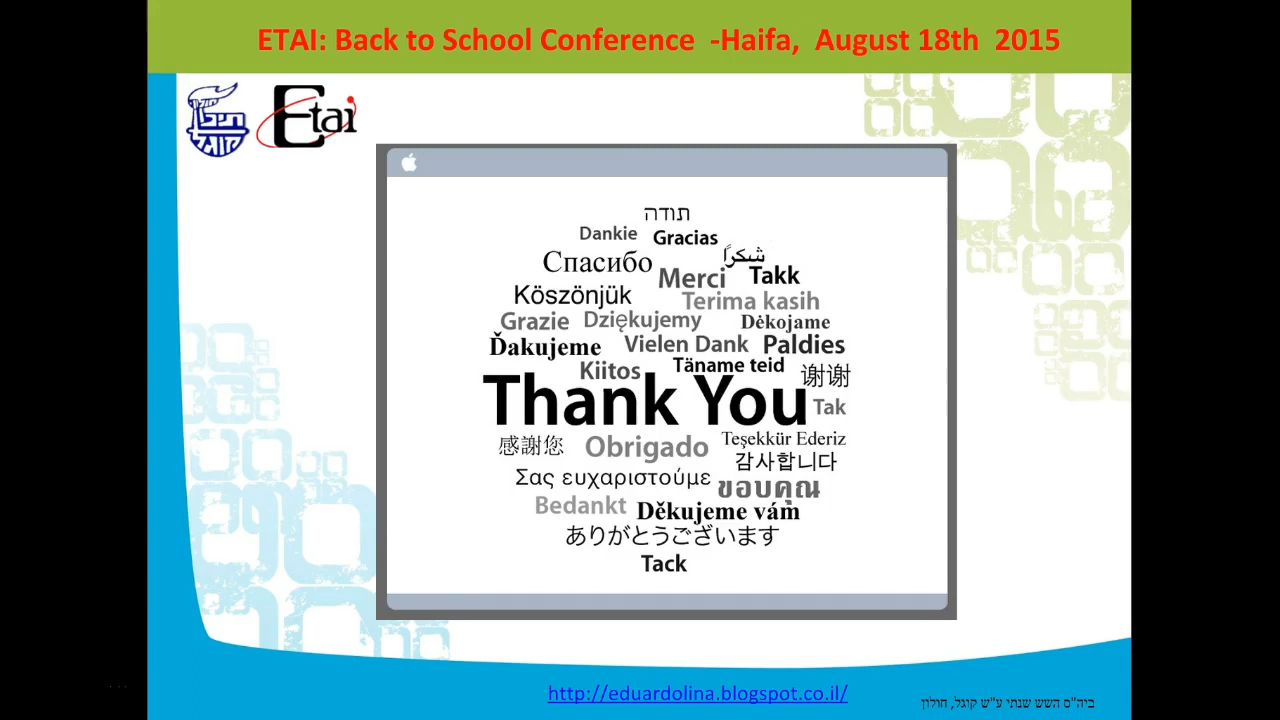 ETAI: Back to School Conference -Haifa, August 18th 2015
תיכון
קוגל
Etai
תודה
Dankie Gracias
Спасибо شكراً
Merci Takk
Köszönjük Terima kasih
Grazie Dziękujemy Dėkojame
Ďakujeme Vielen Dank Paldies
Kiitos Täname teid 谢谢
Thank You Tak
感謝您 Obrigado Teşekkür Ederiz
감사합니다
Σας ευχαριστούμε ขอบคุณ
Bedankt Děkujeme vám
ありがとうございます
Tack
http://eduardolina.blogspot.co.il/
ביה"ס השש שנתי ע"ש קוגל, חולון